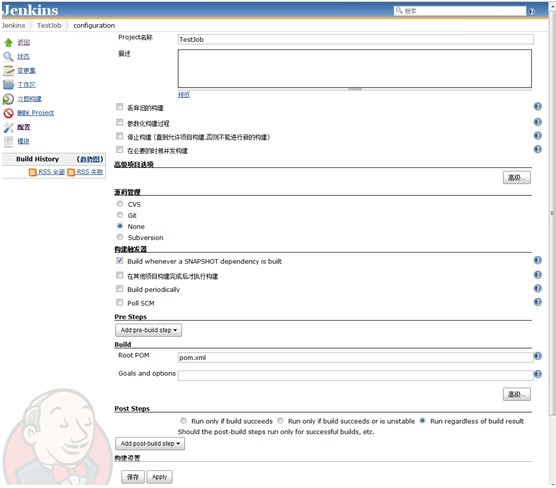 Jenkins
搜索
Jenkins TestJob configuration
返回
状态
变更集
工作区
立即构建
删除 Project
配置
模块
Build History (趋势图)
RSS 全部 RSS 失败
Project名称 TestJob
描述
预览
丢弃旧的构建
参数化构建过程
停止构建 (直到允许项目构建,否则不能进行新的构建)
在必要的时候并发构建
高级项目选项
高级...
源码管理
CVS
Git
None
Subversion
构建触发器
Build whenever a SNAPSHOT dependency is built
在其他项目构建完成后才执行构建
Build periodically
Poll SCM
Pre Steps
Add pre-build step
Build
Root POM pom.xml
Goals and options
高级...
Post Steps
Run only if build succeeds Run only if build succeeds or is unstable Run regardless of build result
Should the post-build steps run only for successful builds, etc.
Add post-build step
构建设置
保存 Apply